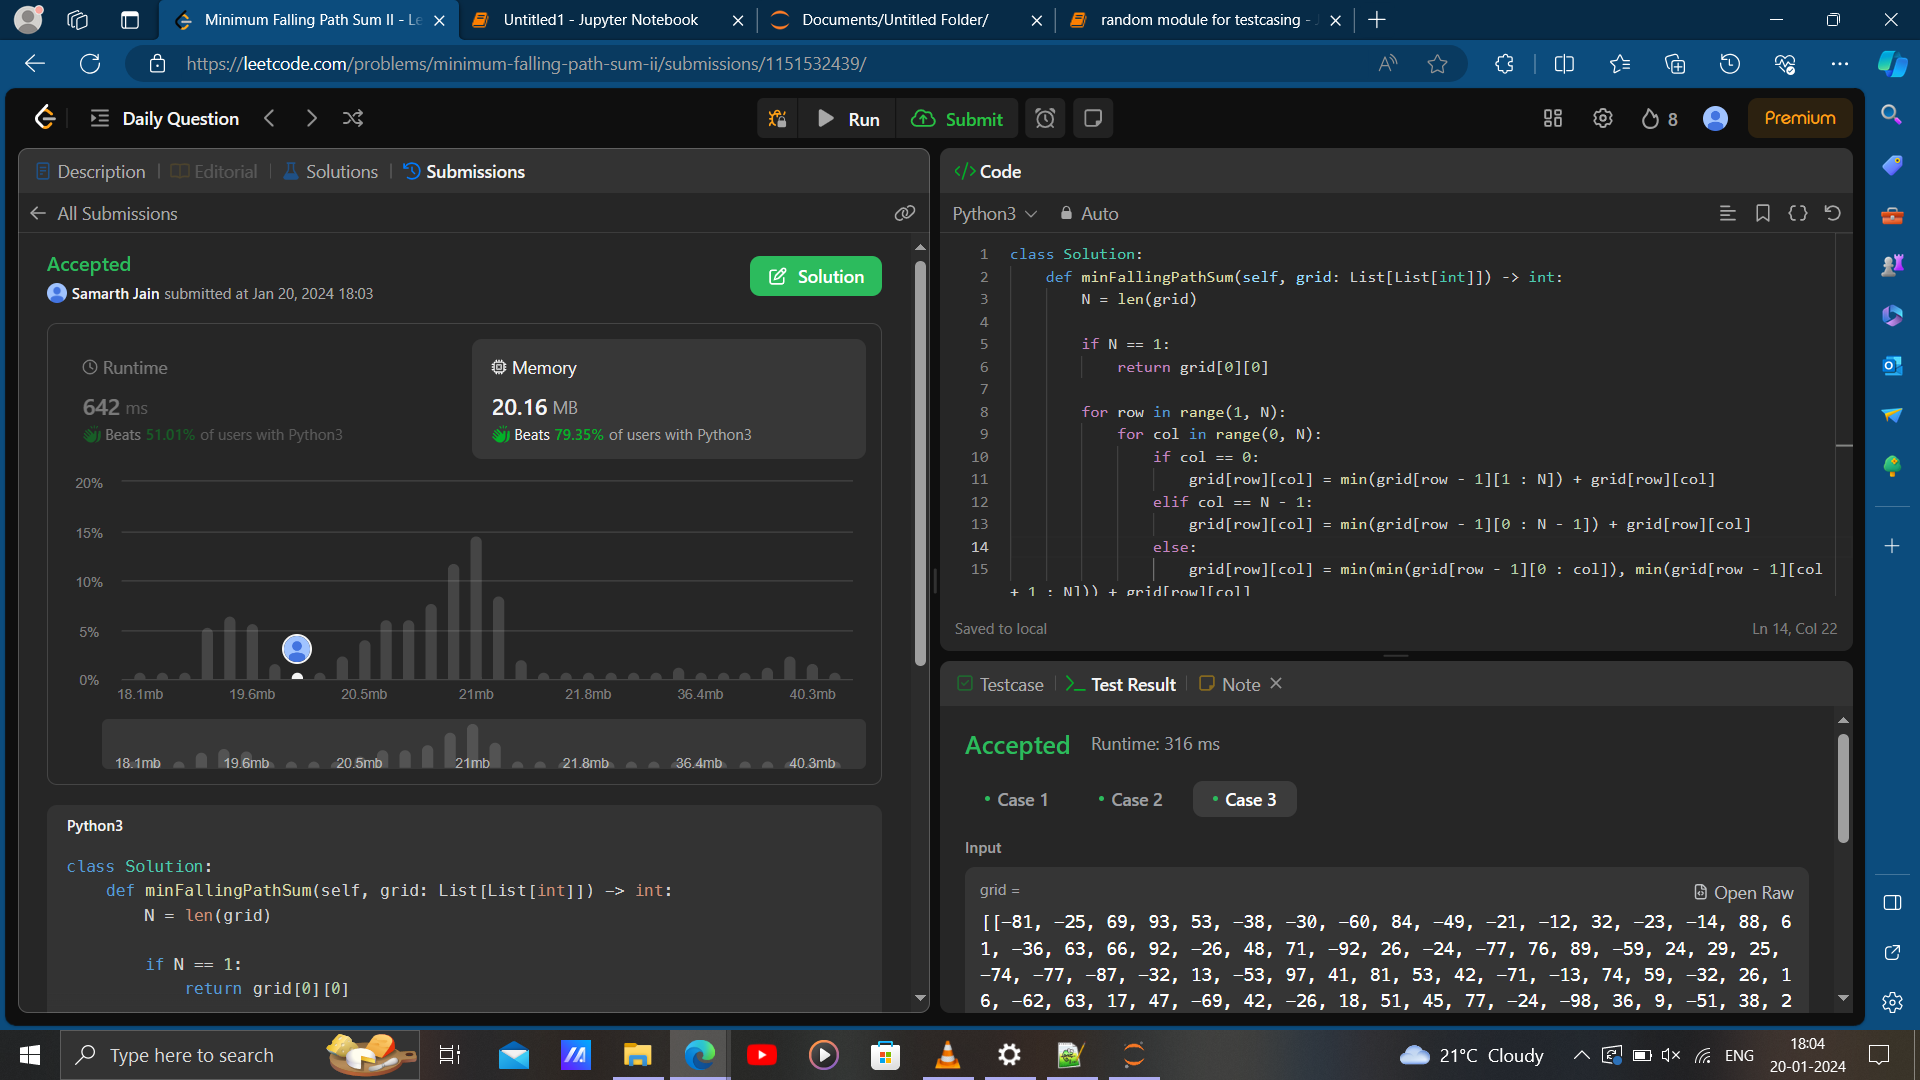 Minimum Falling Path Sum II - Le
Untitled1 - Jupyter Notebook
Documents/Untitled Folder/
random module for testcasing -
https://leetcode.com/problems/minimum-falling-path-sum-ii/submissions/1151532439/
Daily Question
Run
Submit
8
Premium
Description
Editorial
Solutions
Submissions
All Submissions
Accepted
Samarth Jain submitted at Jan 20, 2024 18:03
Solution
Runtime
642 ms
Beats 51.01% of users with Python3
Memory
20.16 MB
Beats 79.35% of users with Python3
20%
15%
10%
5%
0%
18.1mb 19.6mb 20.5mb 21mb 21.8mb 36.4mb 40.3mb
18.1mb 19.6mb 20.5mb 21mb 21.8mb 36.4mb 40.3mb
Python3
class Solution:
def minFallingPathSum(self, grid: List[List[int]]) -> int:
N = len(grid)
if N == 1:
return grid[0][0]
</> Code
Python3
Auto
1 class Solution:
2 def minFallingPathSum(self, grid: List[List[int]]) -> int:
3 N = len(grid)
4
5 if N == 1:
6 return grid[0][0]
7
8 for row in range(1, N):
9 for col in range(0, N):
10 if col == 0:
11 grid[row][col] = min(grid[row - 1][1 : N]) + grid[row][col]
12 elif col == N - 1:
13 grid[row][col] = min(grid[row - 1][0 : N - 1]) + grid[row][col]
14 else:
15 grid[row][col] = min(min(grid[row - 1][0 : col]), min(grid[row - 1][col
+ 1 : N])) + grid[row][col]
Saved to local
Ln 14, Col 22
Testcase
Test Result
Note
Accepted
Runtime: 316 ms
Case 1
Case 2
Case 3
Input
grid =
Open Raw
[[-81, -25, 69, 93, 53, -38, -30, -60, 84, -49, -21, -12, 32, -23, -14, 88, 6
1, -36, 63, 66, 92, -26, 48, 71, -92, 26, -24, -77, 76, 89, -59, 24, 29, 25,
-74, -77, -87, -32, 13, -53, 97, 41, 81, 53, 42, -71, -13, 74, 59, -32, 26, 1
6, -62, 63, 17, 47, -69, 42, -26, 18, 51, 45, 77, -24, -98, 36, 9, -51, 38, 2
Type here to search
21°C Cloudy
ENG
18:04
20-01-2024